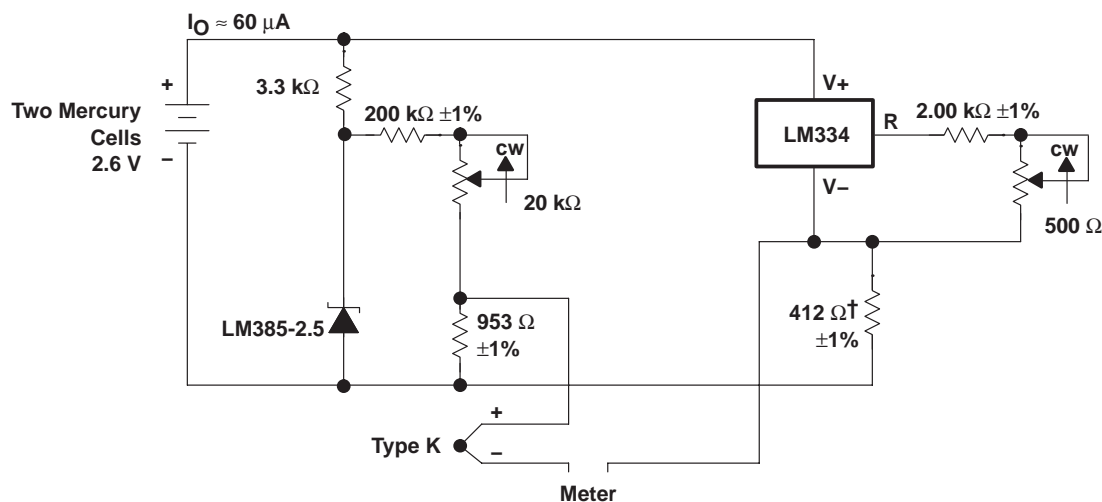 IO ≈ 60 μA
+
Two Mercury
Cells
2.6 V
–
3.3 kΩ
200 kΩ ±1%
cw
20 kΩ
LM385-2.5
953 Ω
±1%
V+
LM334
R
V–
2.00 kΩ ±1%
cw
500 Ω
412 Ω†
±1%
Type K
+
–
Meter